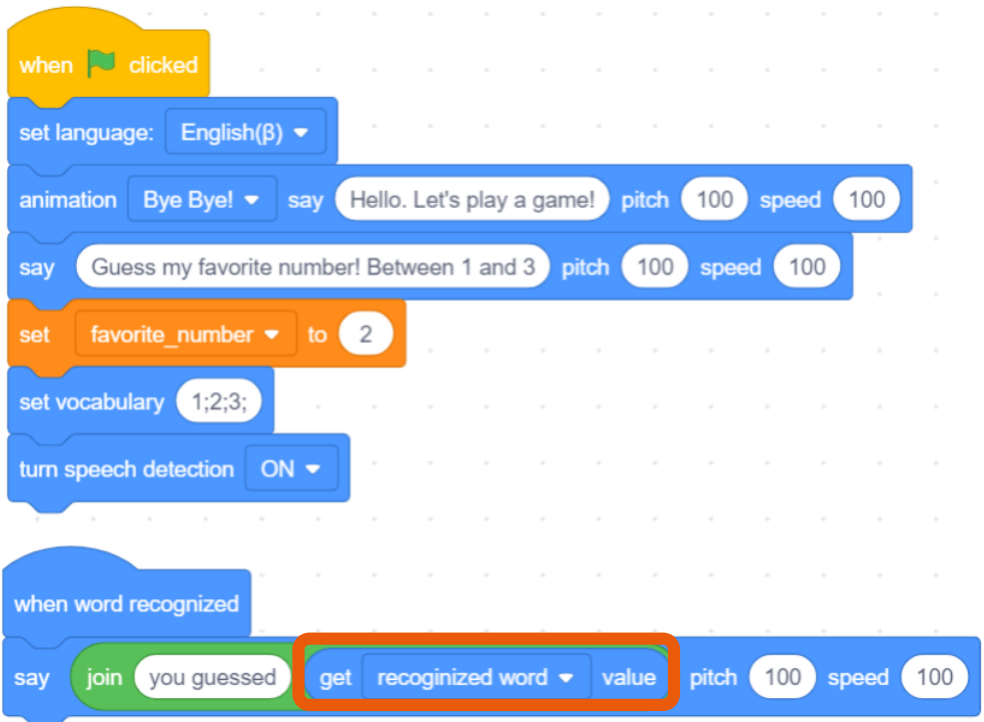 when clicked
set language: English(β)
animation Bye Bye! say Hello. Let's play a game! pitch 100 speed 100
say Guess my favorite number! Between 1 and 3 pitch 100 speed 100
set favorite_number to 2
set vocabulary 1;2;3;
turn speech detection ON
when word recognized
say join you guessed get recoginized word value pitch 100 speed 100